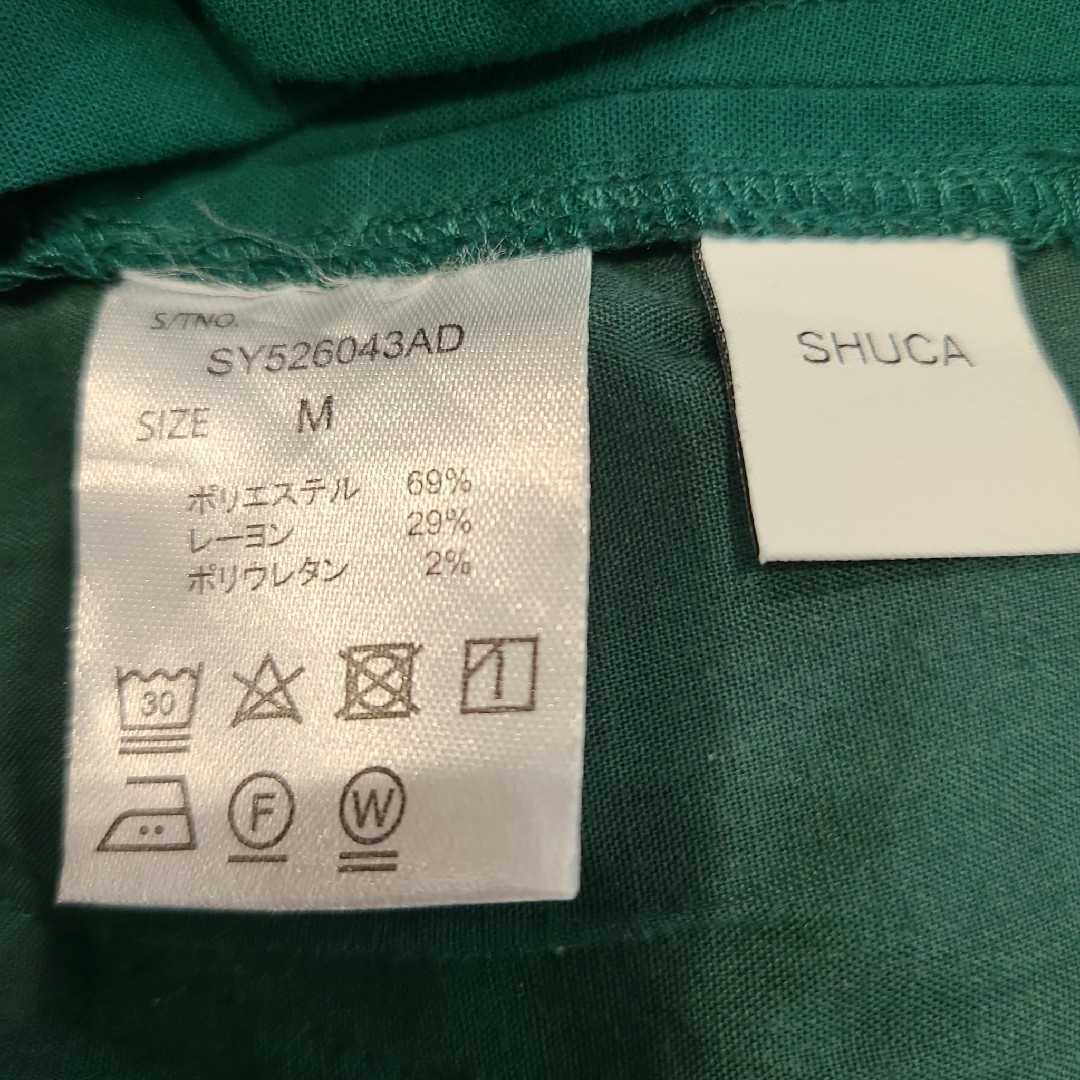 S/TNO.
SY526043AD
SIZE M
ポリエステル 69%
レーヨン 29%
ポリウレタン 2%
30
F W
SHUCA